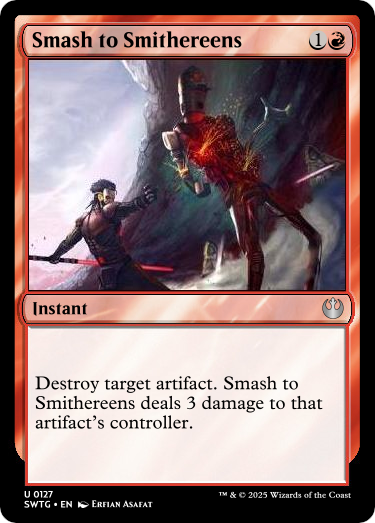 Smash to Smithereens 1
Instant
Destroy target artifact. Smash to
Smithereens deals 3 damage to that
artifact's controller.
U 0127
SWTG • EN Erfian Asafat
™ & © 2025 Wizards of the Coast